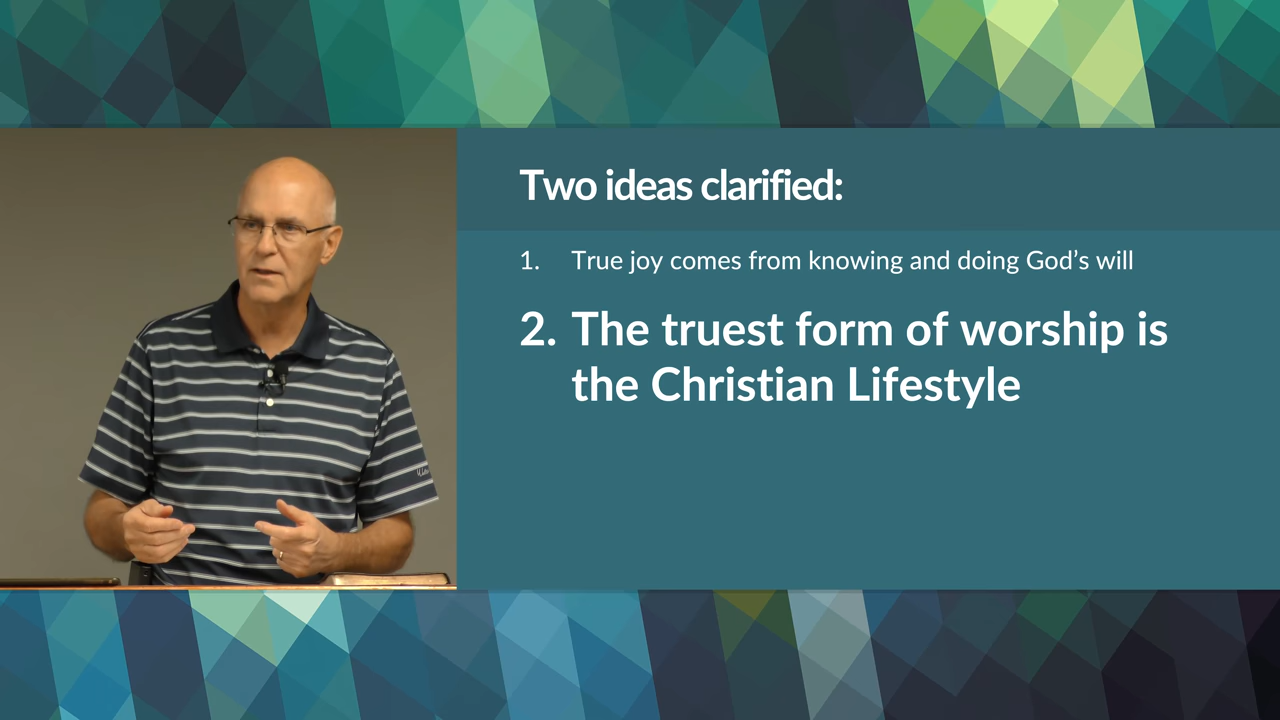 Two ideas clarified:
1. True joy comes from knowing and doing God’s will
2. The truest form of worship is
the Christian Lifestyle